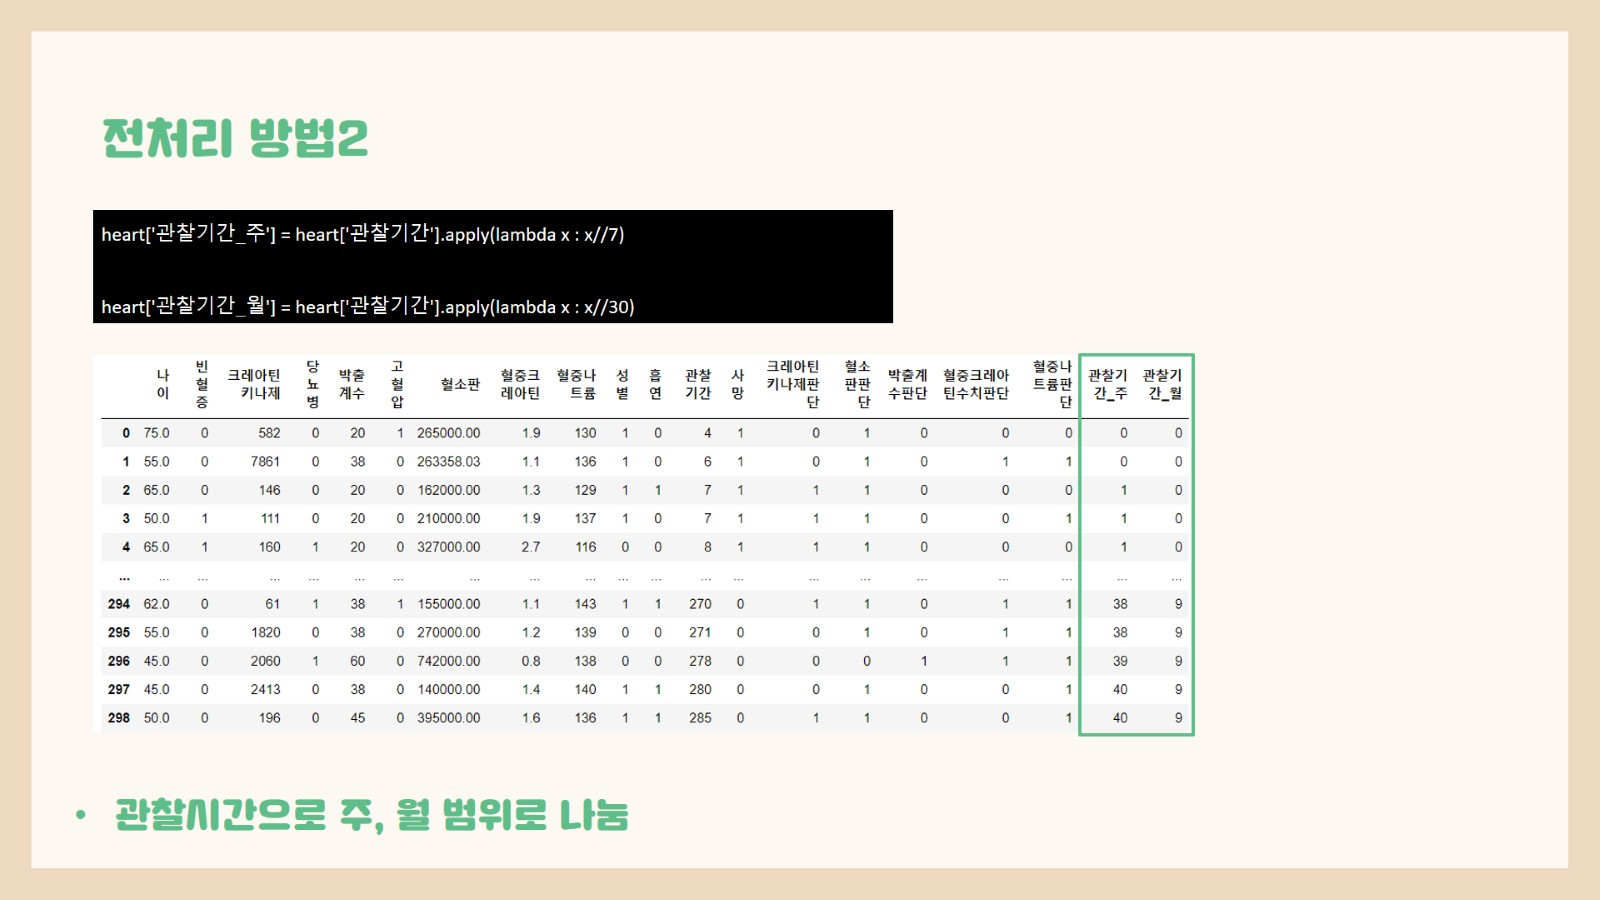 전처리 방법2
heart['관찰기간_주'] = heart['관찰기간'].apply(lambda x : x//7)
heart['관찰기간_월'] = heart['관찰기간'].apply(lambda x : x//30)
나이 빈혈증 크레아틴키나제 당뇨병 박출계수 고혈압 혈소판 혈중크레아틴 혈중나트륨 성별 흡연 관찰기간 사망 크레아틴키나제판단 혈소판판단 박출계수판단 혈중크레아틴수치판단 혈중나트륨판단 관찰기간_주 관찰기간_월
0 75.0 0 582 0 20 1 265000.00 1.9 130 1 0 4 1 0 1 0 0 0 0 0
1 55.0 0 7861 0 38 0 263358.03 1.1 136 1 0 6 1 0 1 0 1 1 0 0
2 65.0 0 146 0 20 0 162000.00 1.3 129 1 1 7 1 1 1 0 0 0 1 0
3 50.0 1 111 0 20 0 210000.00 1.9 137 1 0 7 1 1 1 0 0 1 1 0
4 65.0 1 160 1 20 0 327000.00 2.7 116 0 0 8 1 1 1 0 0 0 1 0
... ... ... ... ... ... ... ... ... ... ... ... ... ... ... ... ... ... ... ... ...
294 62.0 0 61 1 38 1 155000.00 1.1 143 1 1 270 0 1 1 0 1 1 38 9
295 55.0 0 1820 0 38 0 270000.00 1.2 139 0 0 271 0 0 1 0 1 1 38 9
296 45.0 0 2060 1 60 0 742000.00 0.8 138 0 0 278 0 0 0 1 1 1 39 9
297 45.0 0 2413 0 38 0 140000.00 1.4 140 1 1 280 0 0 1 0 0 1 40 9
298 50.0 0 196 0 45 0 395000.00 1.6 136 1 1 285 0 1 1 0 0 1 40 9
• 관찰시간으로 주, 월 범위로 나눔